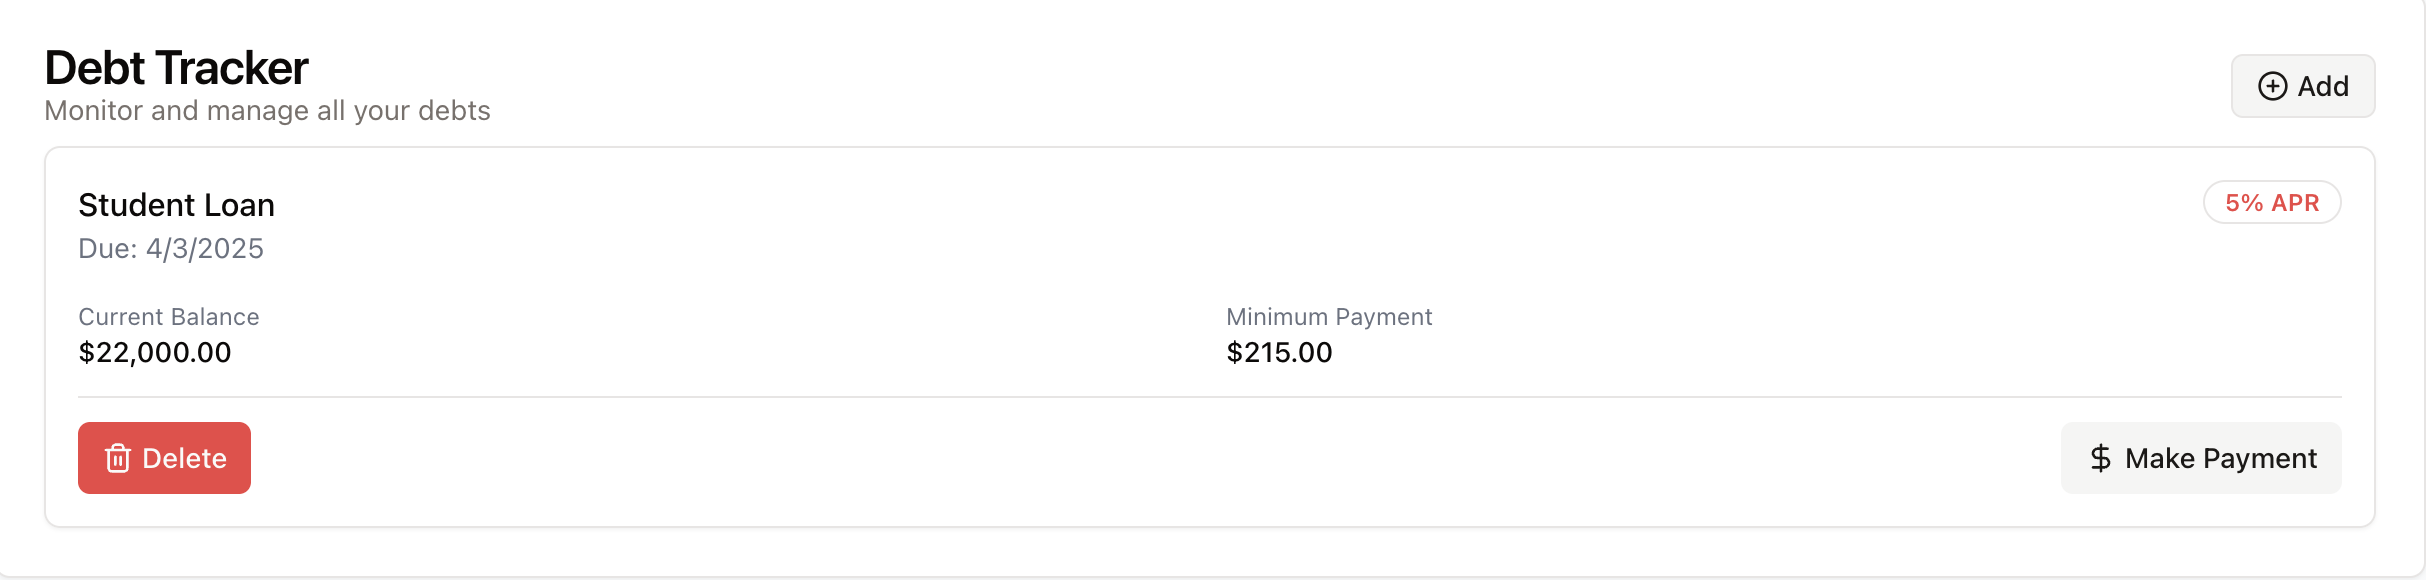 Debt Tracker
Monitor and manage all your debts
Add
Student Loan
5% APR
Due: 4/3/2025
Current Balance
$22,000.00
Minimum Payment
$215.00
Delete
$ Make Payment